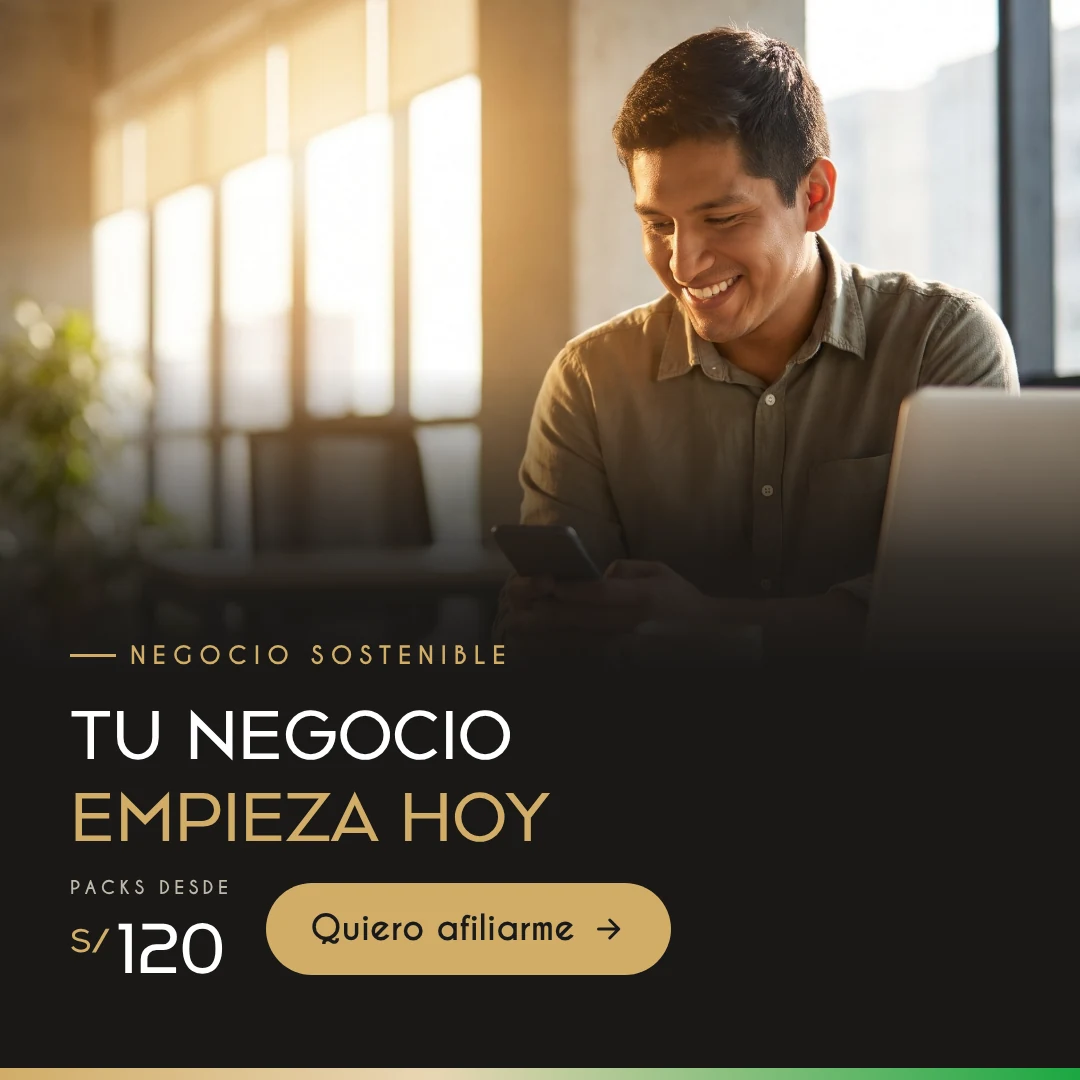 NEGOCIO SOSTENIBLE
TU NEGOCIO
EMPIEZA HOY
PACKS DESDE
S/120
Quiero afiliarme →